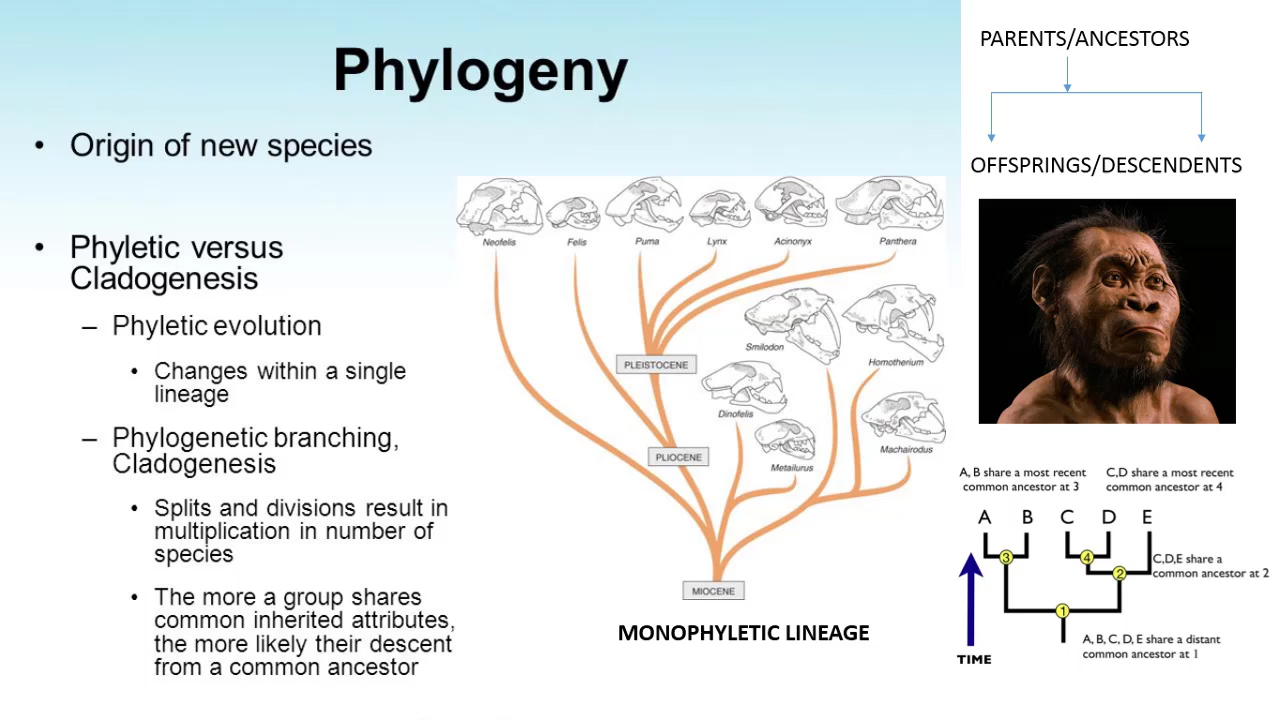 Phylogeny
• Origin of new species
• Phyletic versus
Cladogenesis
– Phyletic evolution
• Changes within a single
lineage
– Phylogenetic branching,
Cladogenesis
• Splits and divisions result in
multiplication in number of
species
• The more a group shares
common inherited attributes,
the more likely their descent
from a common ancestor
Neofelis
Felis
Puma
Lynx
Acinonyx
Panthera
Smilodon
Homotherium
PLEISTOCENE
Dinofelis
Machairodus
PLIOCENE
Metailurus
MIOCENE
MONOPHYLETIC LINEAGE
PARENTS/ANCESTORS
OFFSPRINGS/DESCENDENTS
A, B share a most recent
common ancestor at 3
C,D share a most recent
common ancestor at 4
A B C D E
3
4
2
C,D,E share a
common ancestor at 2
1
A, B, C, D, E share a distant
common ancestor at 1
TIME